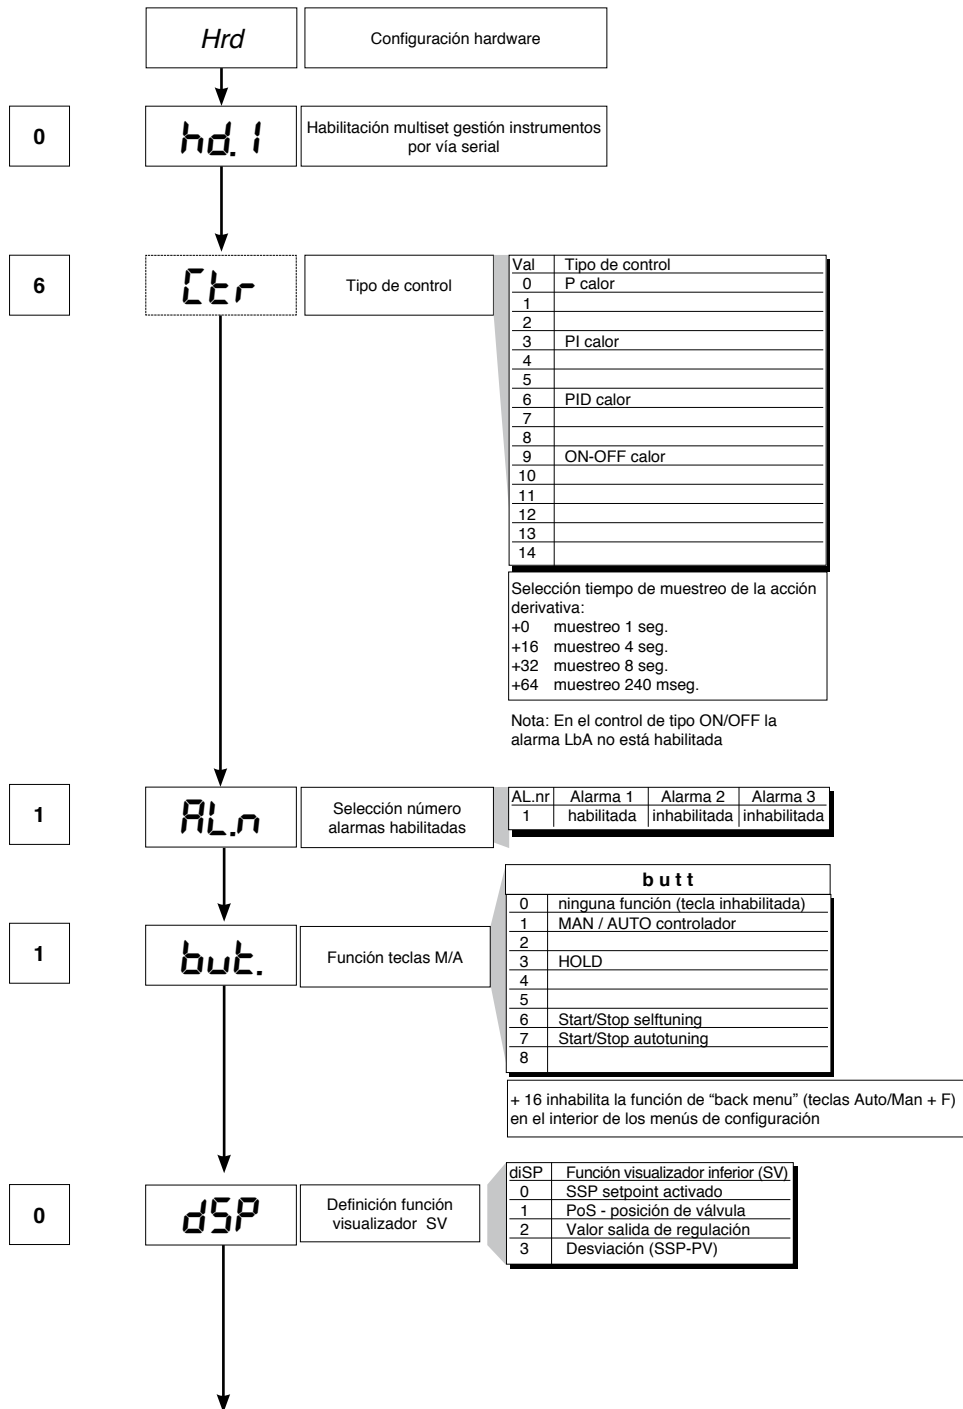 Hrd
Configuración hardware
0
hd.1
Habilitación multiset gestión instrumentos
por vía serial
6
Ctr
Tipo de control
Val Tipo de control
0 P calor
1
2
3 PI calor
4
5
6 PID calor
7
8
9 ON-OFF calor
10
11
12
13
14
Selección tiempo de muestreo de la acción
derivativa:
+0 muestreo 1 seg.
+16 muestreo 4 seg.
+32 muestreo 8 seg.
+64 muestreo 240 mseg.
Nota: En el control de tipo ON/OFF la
alarma LbA no está habilitada
1
AL.n
Selección número
alarmas habilitadas
AL.nr Alarma 1 Alarma 2 Alarma 3
1 habilitada inhabilitada inhabilitada
1
but.
Función teclas M/A
butt
0 ninguna función (tecla inhabilitada)
1 MAN / AUTO controlador
2
3 HOLD
4
5
6 Start/Stop selftuning
7 Start/Stop autotuning
8
+ 16 inhabilita la función de “back menu” (teclas Auto/Man + F)
en el interior de los menús de configuración
0
dSP
Definición función
visualizador SV
diSP Función visualizador inferior (SV)
0 SSP setpoint activado
1 PoS - posición de válvula
2 Valor salida de regulación
3 Desviación (SSP-PV)